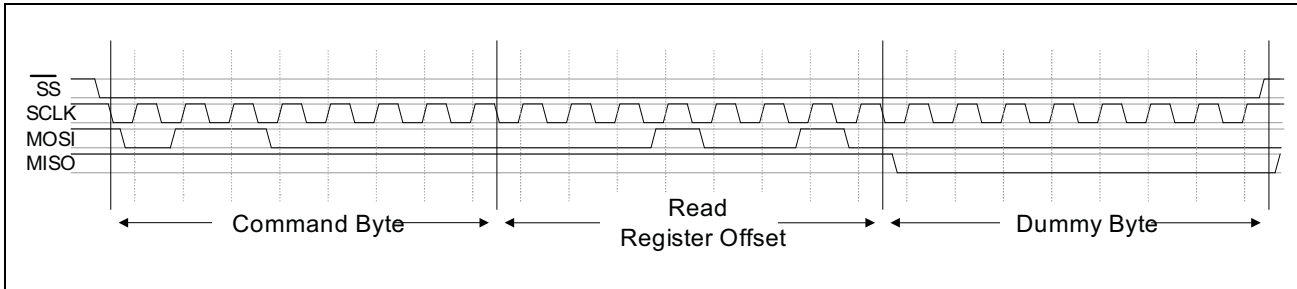 SS
SCLK
MOSI
MISO
Command Byte
Read
Register Offset
Dummy Byte